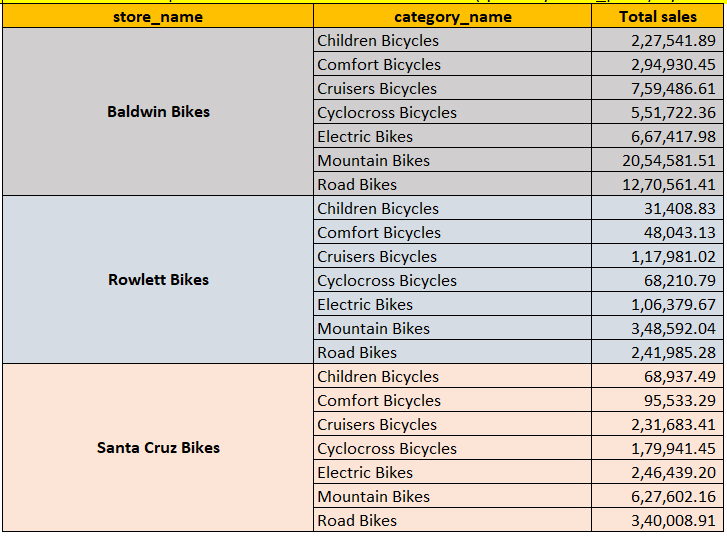 store_name category_name Total sales
Baldwin Bikes
Children Bicycles 2,27,541.89
Comfort Bicycles 2,94,930.45
Cruisers Bicycles 7,59,486.61
Cyclocross Bicycles 5,51,722.36
Electric Bikes 6,67,417.98
Mountain Bikes 20,54,581.51
Road Bikes 12,70,561.41
Rowlett Bikes
Children Bicycles 31,408.83
Comfort Bicycles 48,043.13
Cruisers Bicycles 1,17,981.02
Cyclocross Bicycles 68,210.79
Electric Bikes 1,06,379.67
Mountain Bikes 3,48,592.04
Road Bikes 2,41,985.28
Santa Cruz Bikes
Children Bicycles 68,937.49
Comfort Bicycles 95,533.29
Cruisers Bicycles 2,31,683.41
Cyclocross Bicycles 1,79,941.45
Electric Bikes 2,46,439.20
Mountain Bikes 6,27,602.16
Road Bikes 3,40,008.91